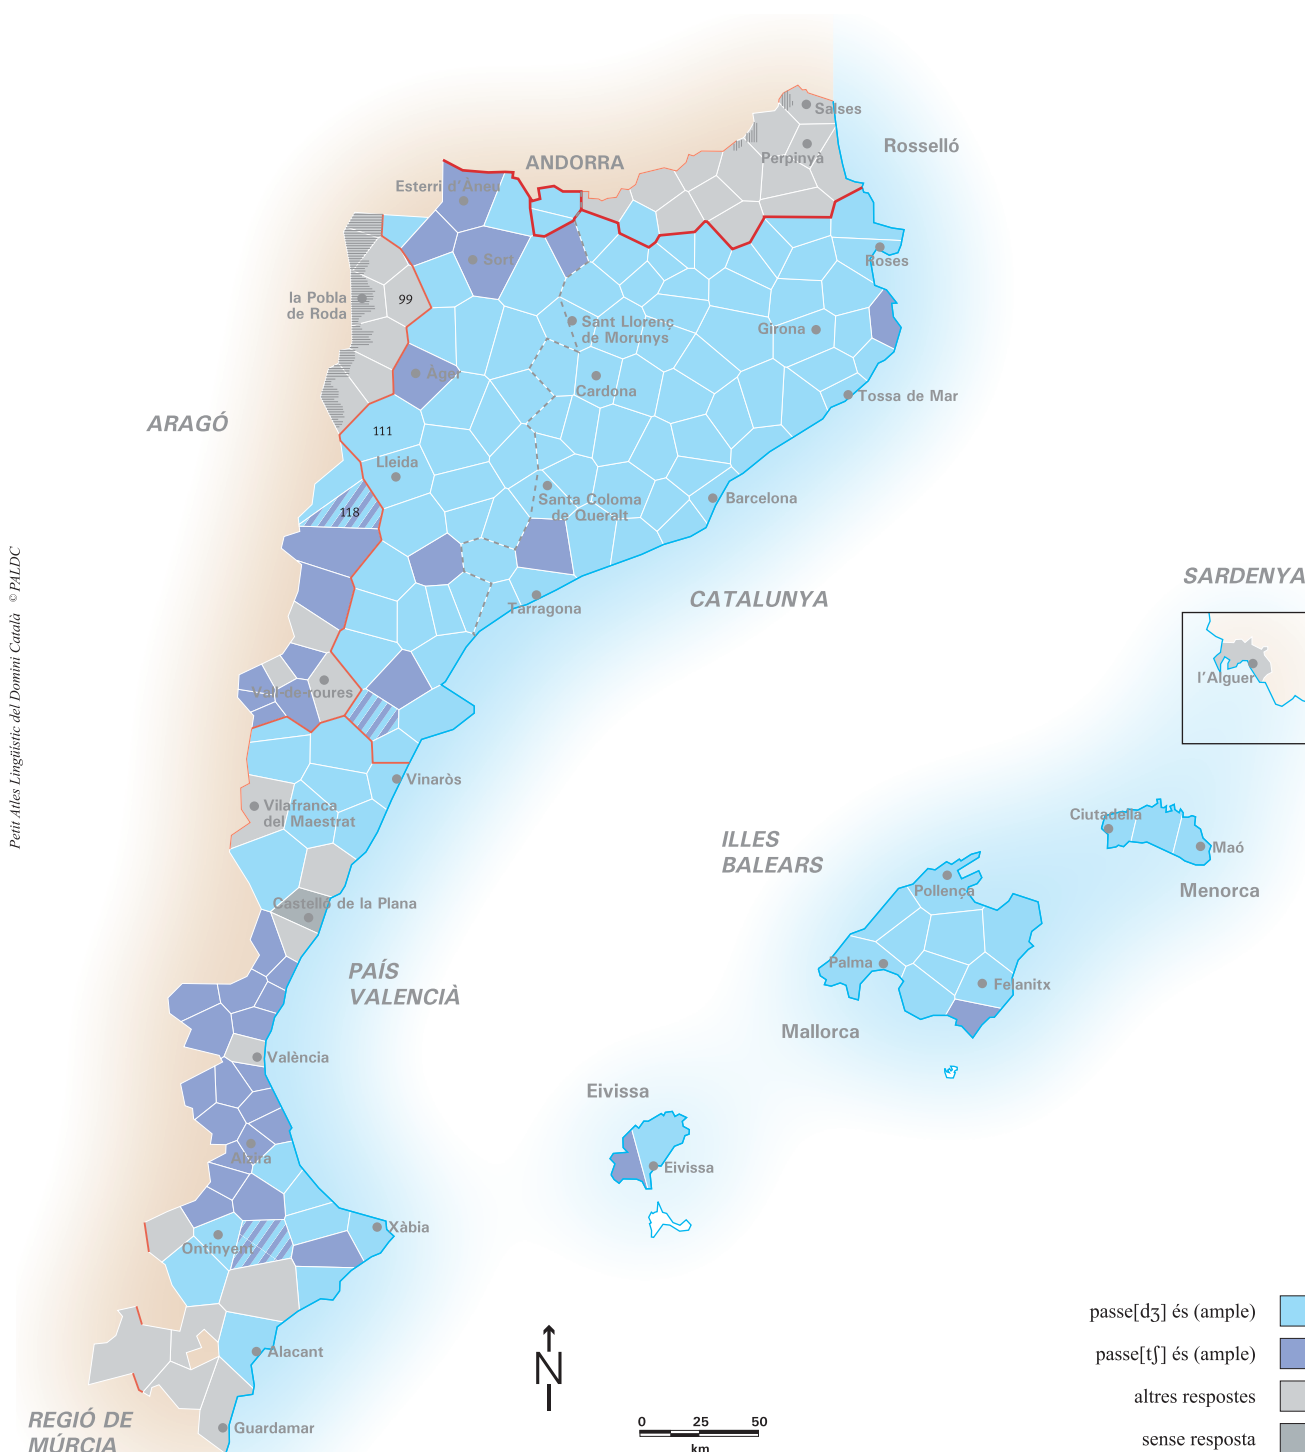 Salses
Rosselló
Perpinyà
ANDORRA
Esterri d'Àneu
Sort
Roses
la Pobla
de Roda
99
Sant Llorenç
de Morunys
Girona
Àger
Cardona
Tossa de Mar
ARAGÓ
111
Lleida
Santa Coloma
de Queralt
Barcelona
118
Petit Atles Lingüístic del Domini Català © PALDC
SARDENYA
CATALUNYA
Tarragona
l'Alguer
Vall-de-roures
Vinaròs
Vilafranca
del Maestrat
Ciutadella
Maó
ILLES
BALEARS
Pollença
Menorca
Castelló de la Plana
Palma
PAÍS
VALENCIÀ
Felanitx
Mallorca
València
Eivissa
Alzira
Eivissa
Xàbia
Ontinyent
passe[dʒ] és (ample)
Alacant
passe[tʃ] és (ample)
N
altres respostes
REGIÓ DE
MÚRCIA
Guardamar
0 25 50
km
sense resposta